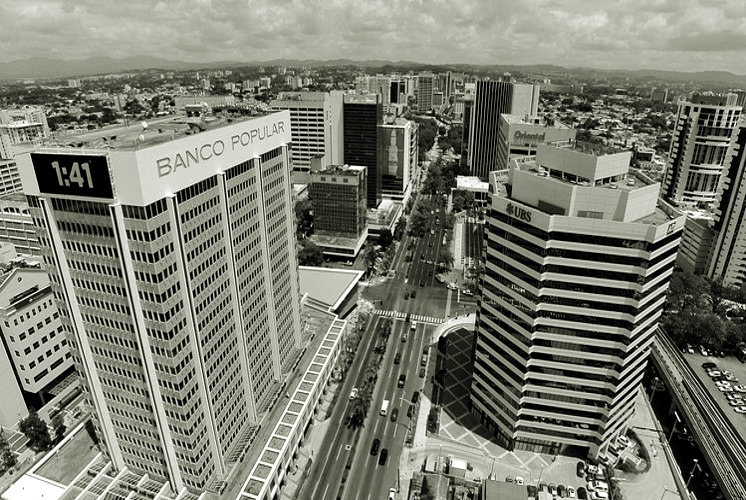 1:41
BANCO POPULAR
Oriental
UBS